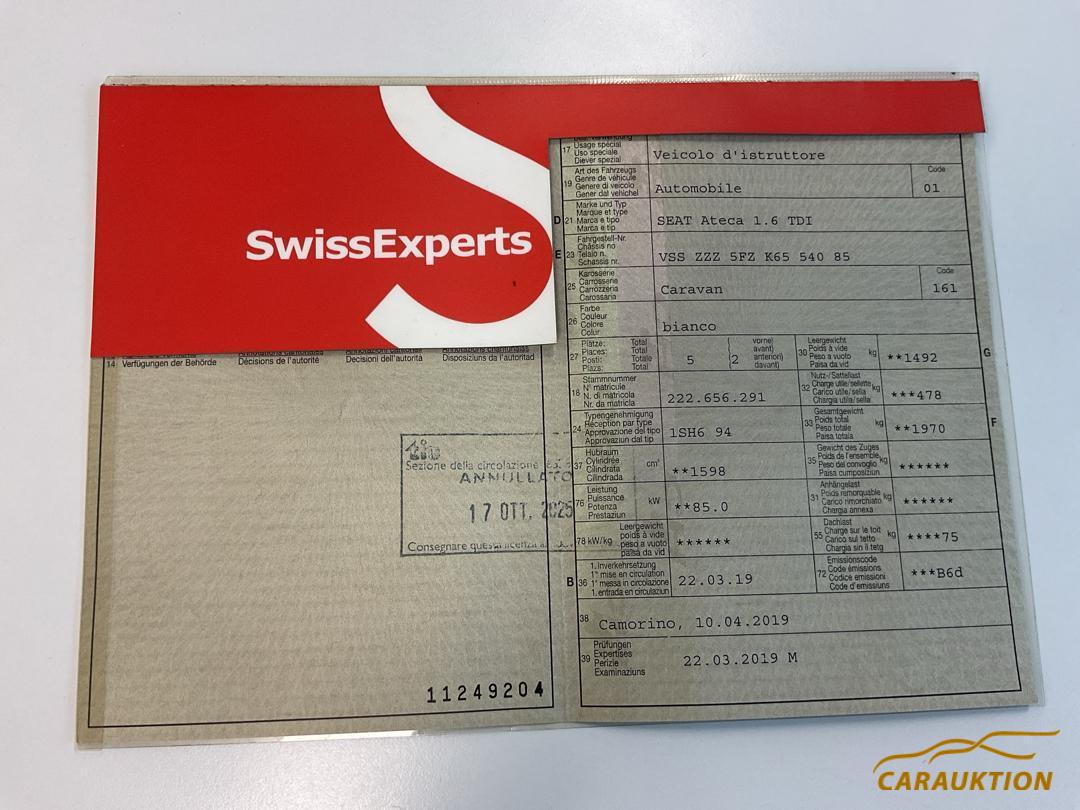 SwissExperts
14 Verfügungen der Behörde Décisions de l'autorité Decisioni dell'autorità Disposiziuns da l'autoritad
Sezione della circolazione
ANNULLATO
17 OTT. 2025
Consegnare questa licenza
11249204
17 Usage spécial
Uso speciale
Diever spezial
Veicolo d'istruttore
19 Art des Fahrzeugs
Genre de véhicule
Genere di veicolo
Gener dal vehichel
Automobile
Code
01
D 21 Marke und Typ
Marque et type
Marca e tipo
Marca e tip
SEAT Ateca 1.6 TDI
E 23 Fahrgestell-Nr.
Châssis no
Telaio n.
Schassis nr.
VSS ZZZ 5FZ K65 540 85
25 Karosserie
Carrosserie
Carrozzeria
Carossaria
Caravan
Code
161
26 Farbe
Couleur
Colore
Colur
bianco
27 Plätze: Total
Places: Total
Posti: Totale
Plazs: Total
5 (2
vorne)
avant)
anteriori)
davant)
30 Leergewicht
Poids à vide
Peso a vuoto
Paisa da vid
kg
**1492
G
18 Stammnummer
N° matricule
N. di matricola
Nr. da matricla
222.656.291
32 Nutz-/Sattellast
Charge utile/sellette
Carico utile/sella
Chargia utila/sella
kg
***478
24 Typengenehmigung
Réception par type
Approvazione del tipo
Approvaziun dal tip
1SH6 94
33 Gesamtgewicht
Poids total
Peso totale
Paisa totala
kg
**1970
F
37 Hubraum
Cylindrée
Cilindrata
Cilindrada
cm³
**1598
35 Gewicht des Zuges
Poids de l'ensemble
Peso del convoglio
Paisa cumposiziun
kg
******
76 Leistung
Puissance
Potenza
Prestaziun
kW
**85.0
31 Anhängelast
Poids remorquable
Carico rimorchiato
Chargia annexa
kg
******
78 kW/kg
Leergewicht
poids à vide
peso a vuoto
paisa da vid
******
55 Dachlast
Charge sur le toit
Carico sul tetto
Chargia sin il tetg
kg
****75
B 36 1. Inverkehrsetzung
1re mise en circulation
1a messa in circolazione
1. entrada en circulaziun
22.03.19
72 Emissionscode
Code émissions
Codice emissioni
Code d'emissiuns
***B6d
38 Camorino, 10.04.2019
39 Prüfungen
Expertises
Perizie
Examinaziuns
22.03.2019 M
CARAUKTION